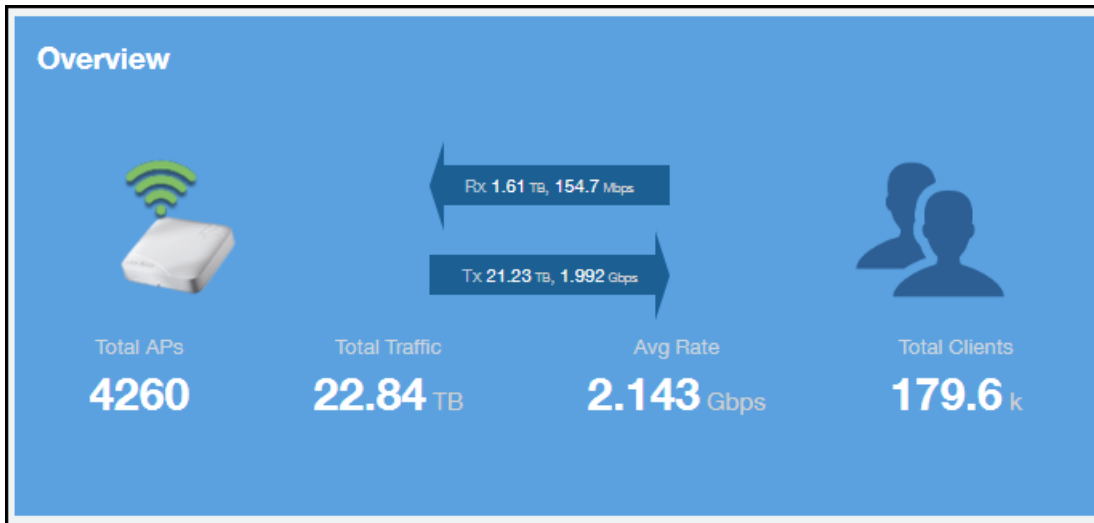 Overview
Rx 1.61 TB, 154.7 Mbps
Tx 21.23 TB, 1.992 Gbps
Total APs
4260
Total Traffic
22.84 TB
Avg Rate
2.143 Gbps
Total Clients
179.6 k